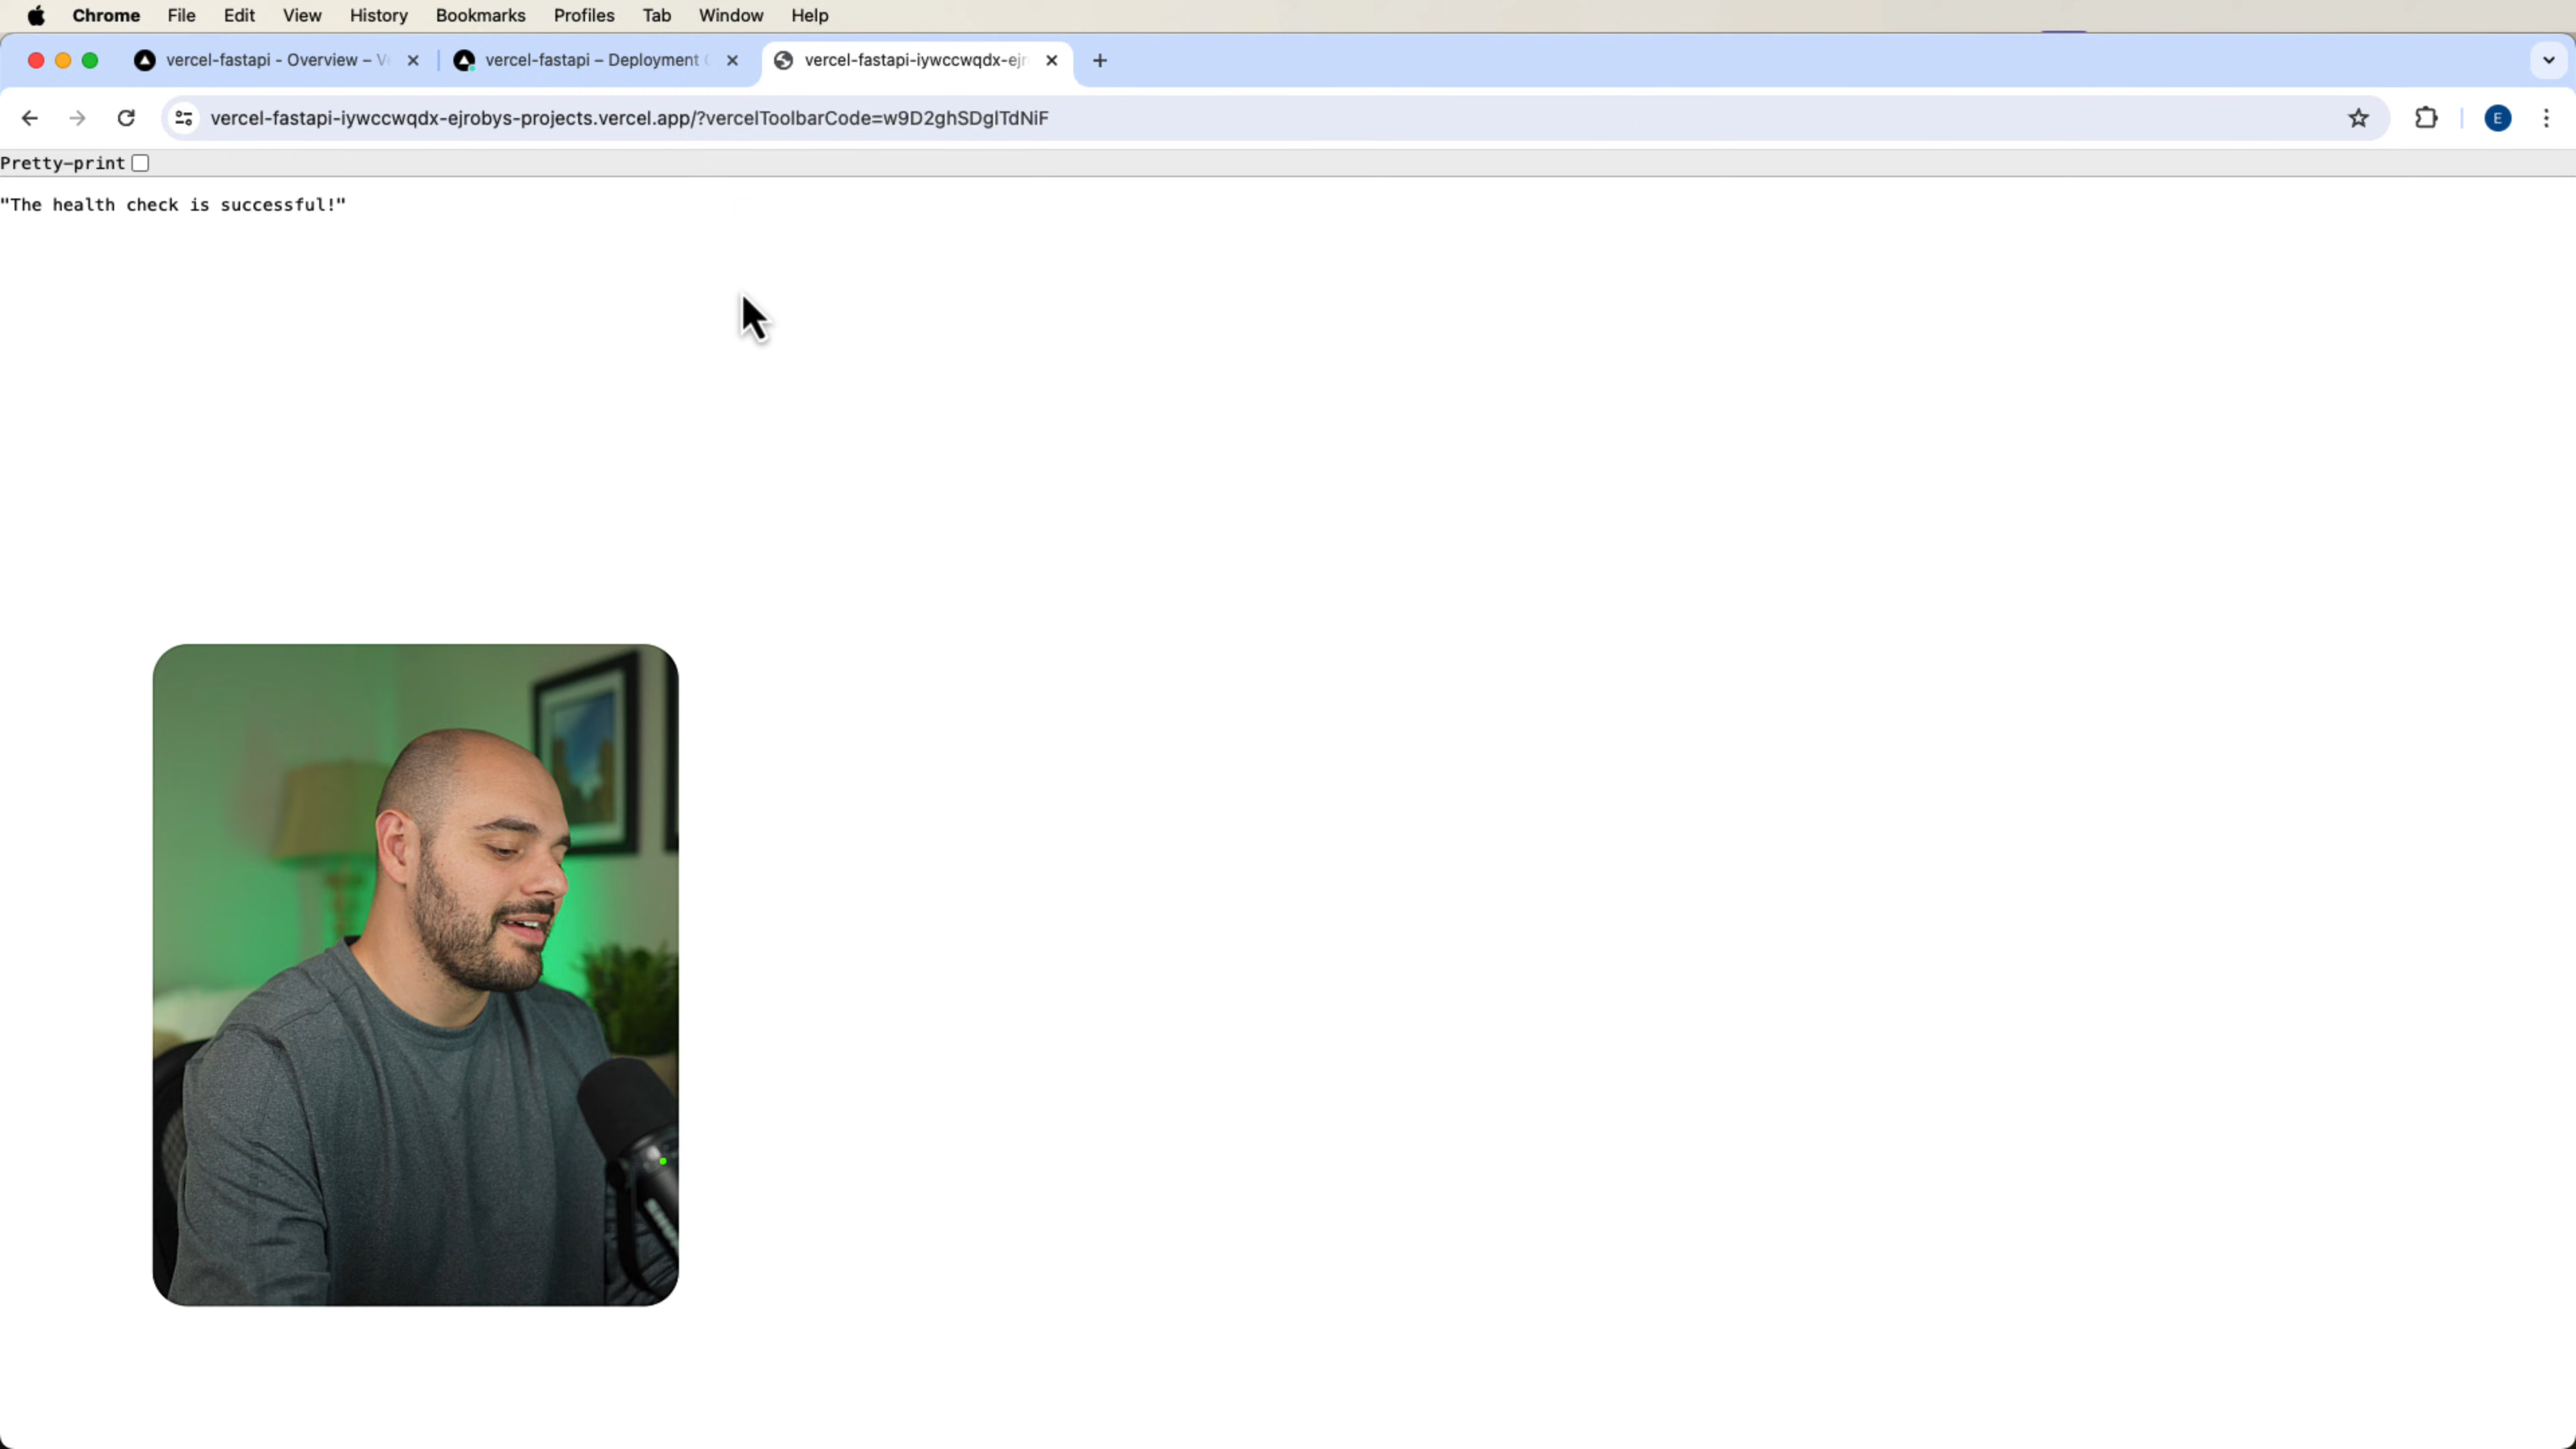 Chrome File Edit View History Bookmarks Profiles Tab Window Help
vercel-fastapi - Overview – V vercel-fastapi – Deployment vercel-fastapi-iywccwqdx-ejr
vercel-fastapi-iywccwqdx-ejrobys-projects.vercel.app/?vercelToolbarCode=w9D2ghSDglTdNiF E
Pretty-print
"The health check is successful!"